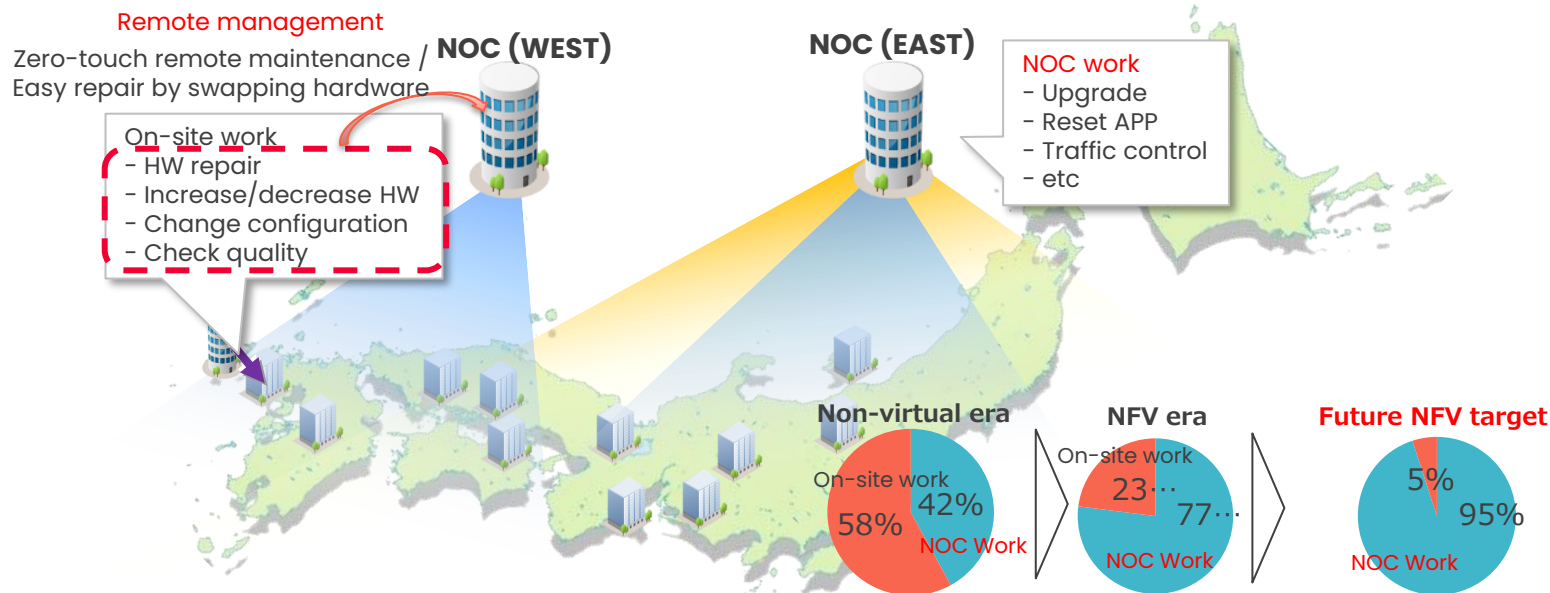 Remote management
Zero-touch remote maintenance /
Easy repair by swapping hardware
NOC (WEST)
NOC (EAST)
On-site work
- HW repair
- Increase/decrease HW
- Change configuration
- Check quality
NOC work
- Upgrade
- Reset APP
- Traffic control
- etc
Non-virtual era
On-site work
58%
42%
NOC Work
NFV era
On-site work
23…
77…
NOC Work
Future NFV target
5%
95%
NOC Work